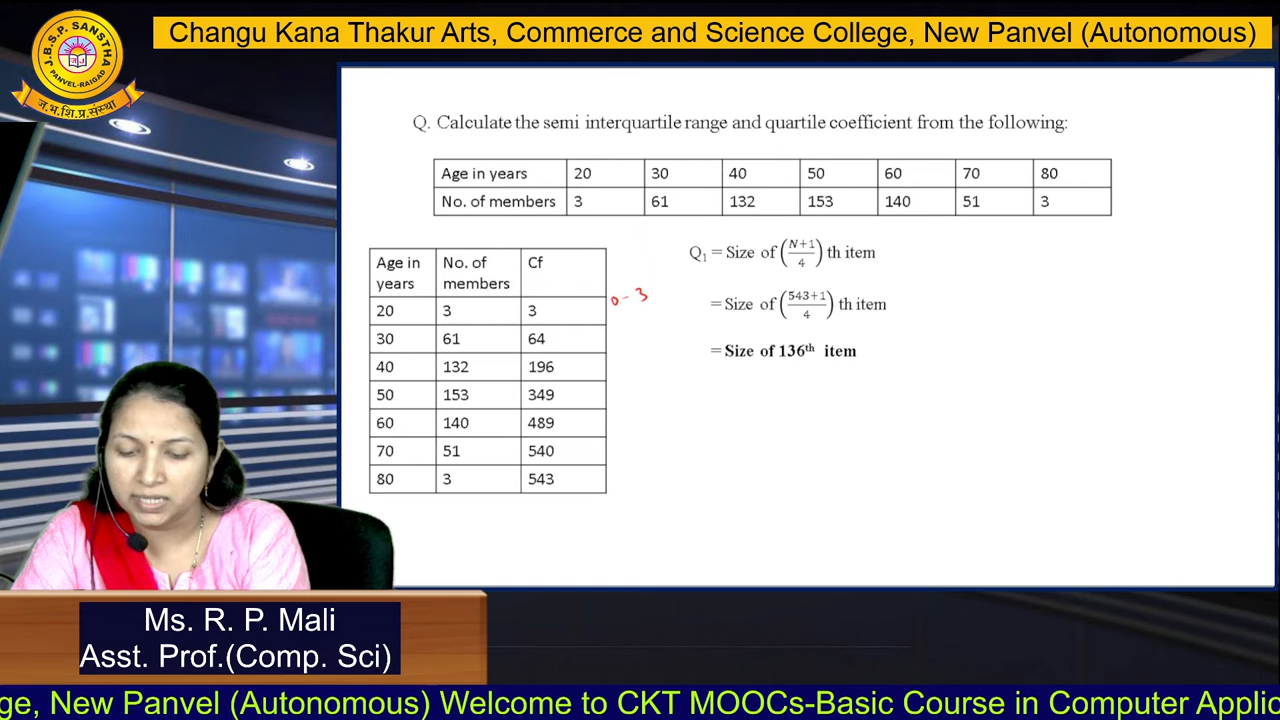 J.B.S.P. SANSTHA
PANVEL-RAIGAD
ज.भ.शि.प्र.संस्था
Changu Kana Thakur Arts, Commerce and Science College, New Panvel (Autonomous)
Q. Calculate the semi interquartile range and quartile coefficient from the following:
Age in years 20 30 40 50 60 70 80
No. of members 3 61 132 153 140 51 3
Age in years No. of members Cf
20 3 3
30 61 64
40 132 196
50 153 349
60 140 489
70 51 540
80 3 543
0 - 3
Q₁ = Size of (N+1/4) th item
= Size of (543+1/4) th item
= Size of 136th item
Ms. R. P. Mali
Asst. Prof.(Comp. Sci)
ge, New Panvel (Autonomous) Welcome to CKT MOOCs-Basic Course in Computer Applic